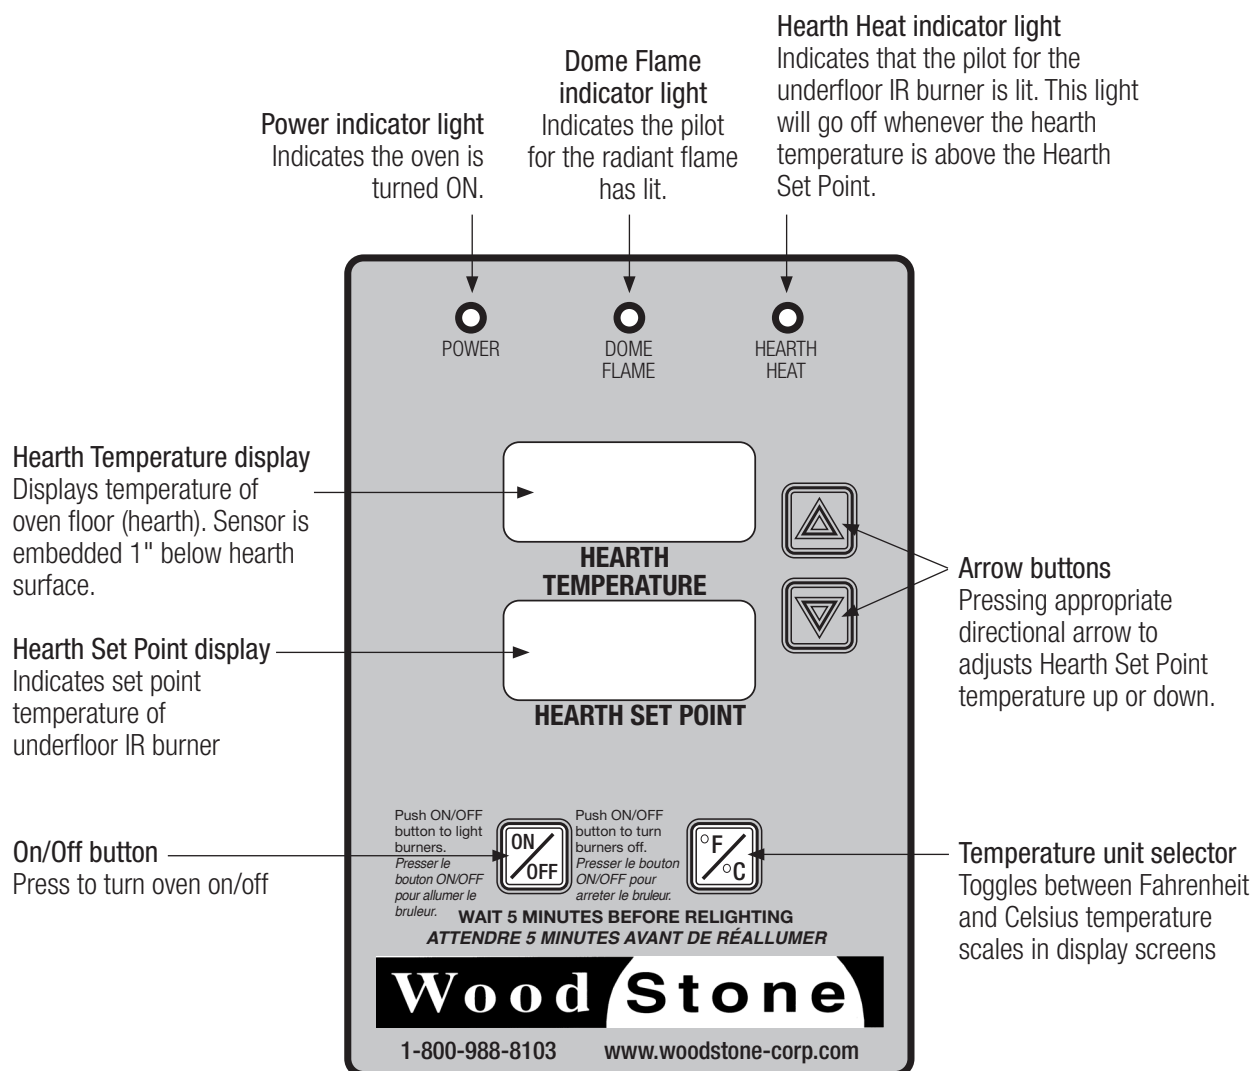 Hearth Heat indicator light
Indicates that the pilot for the
underfloor IR burner is lit. This light
will go off whenever the hearth
temperature is above the Hearth
Set Point.
Dome Flame
indicator light
Indicates the pilot
for the radiant flame
has lit.
Power indicator light
Indicates the oven is
turned ON.
POWER
DOME
FLAME
HEARTH
HEAT
Hearth Temperature display
Displays temperature of
oven floor (hearth). Sensor is
embedded 1" below hearth
surface.
HEARTH
TEMPERATURE
Arrow buttons
Pressing appropriate
directional arrow to
adjusts Hearth Set Point
temperature up or down.
Hearth Set Point display
Indicates set point
temperature of
underfloor IR burner
HEARTH SET POINT
On/Off button
Press to turn oven on/off
Push ON/OFF
button to light
burners.
Presser le
bouton ON/OFF
pour allumer le
bruleur.
ON
OFF
Push ON/OFF
button to turn
burners off.
Presser le bouton
ON/OFF pour
arreter le bruleur.
°F
°C
Temperature unit selector
Toggles between Fahrenheit
and Celsius temperature
scales in display screens
WAIT 5 MINUTES BEFORE RELIGHTING
ATTENDRE 5 MINUTES AVANT DE RÉALLUMER
Wood Stone
1-800-988-8103 www.woodstone-corp.com